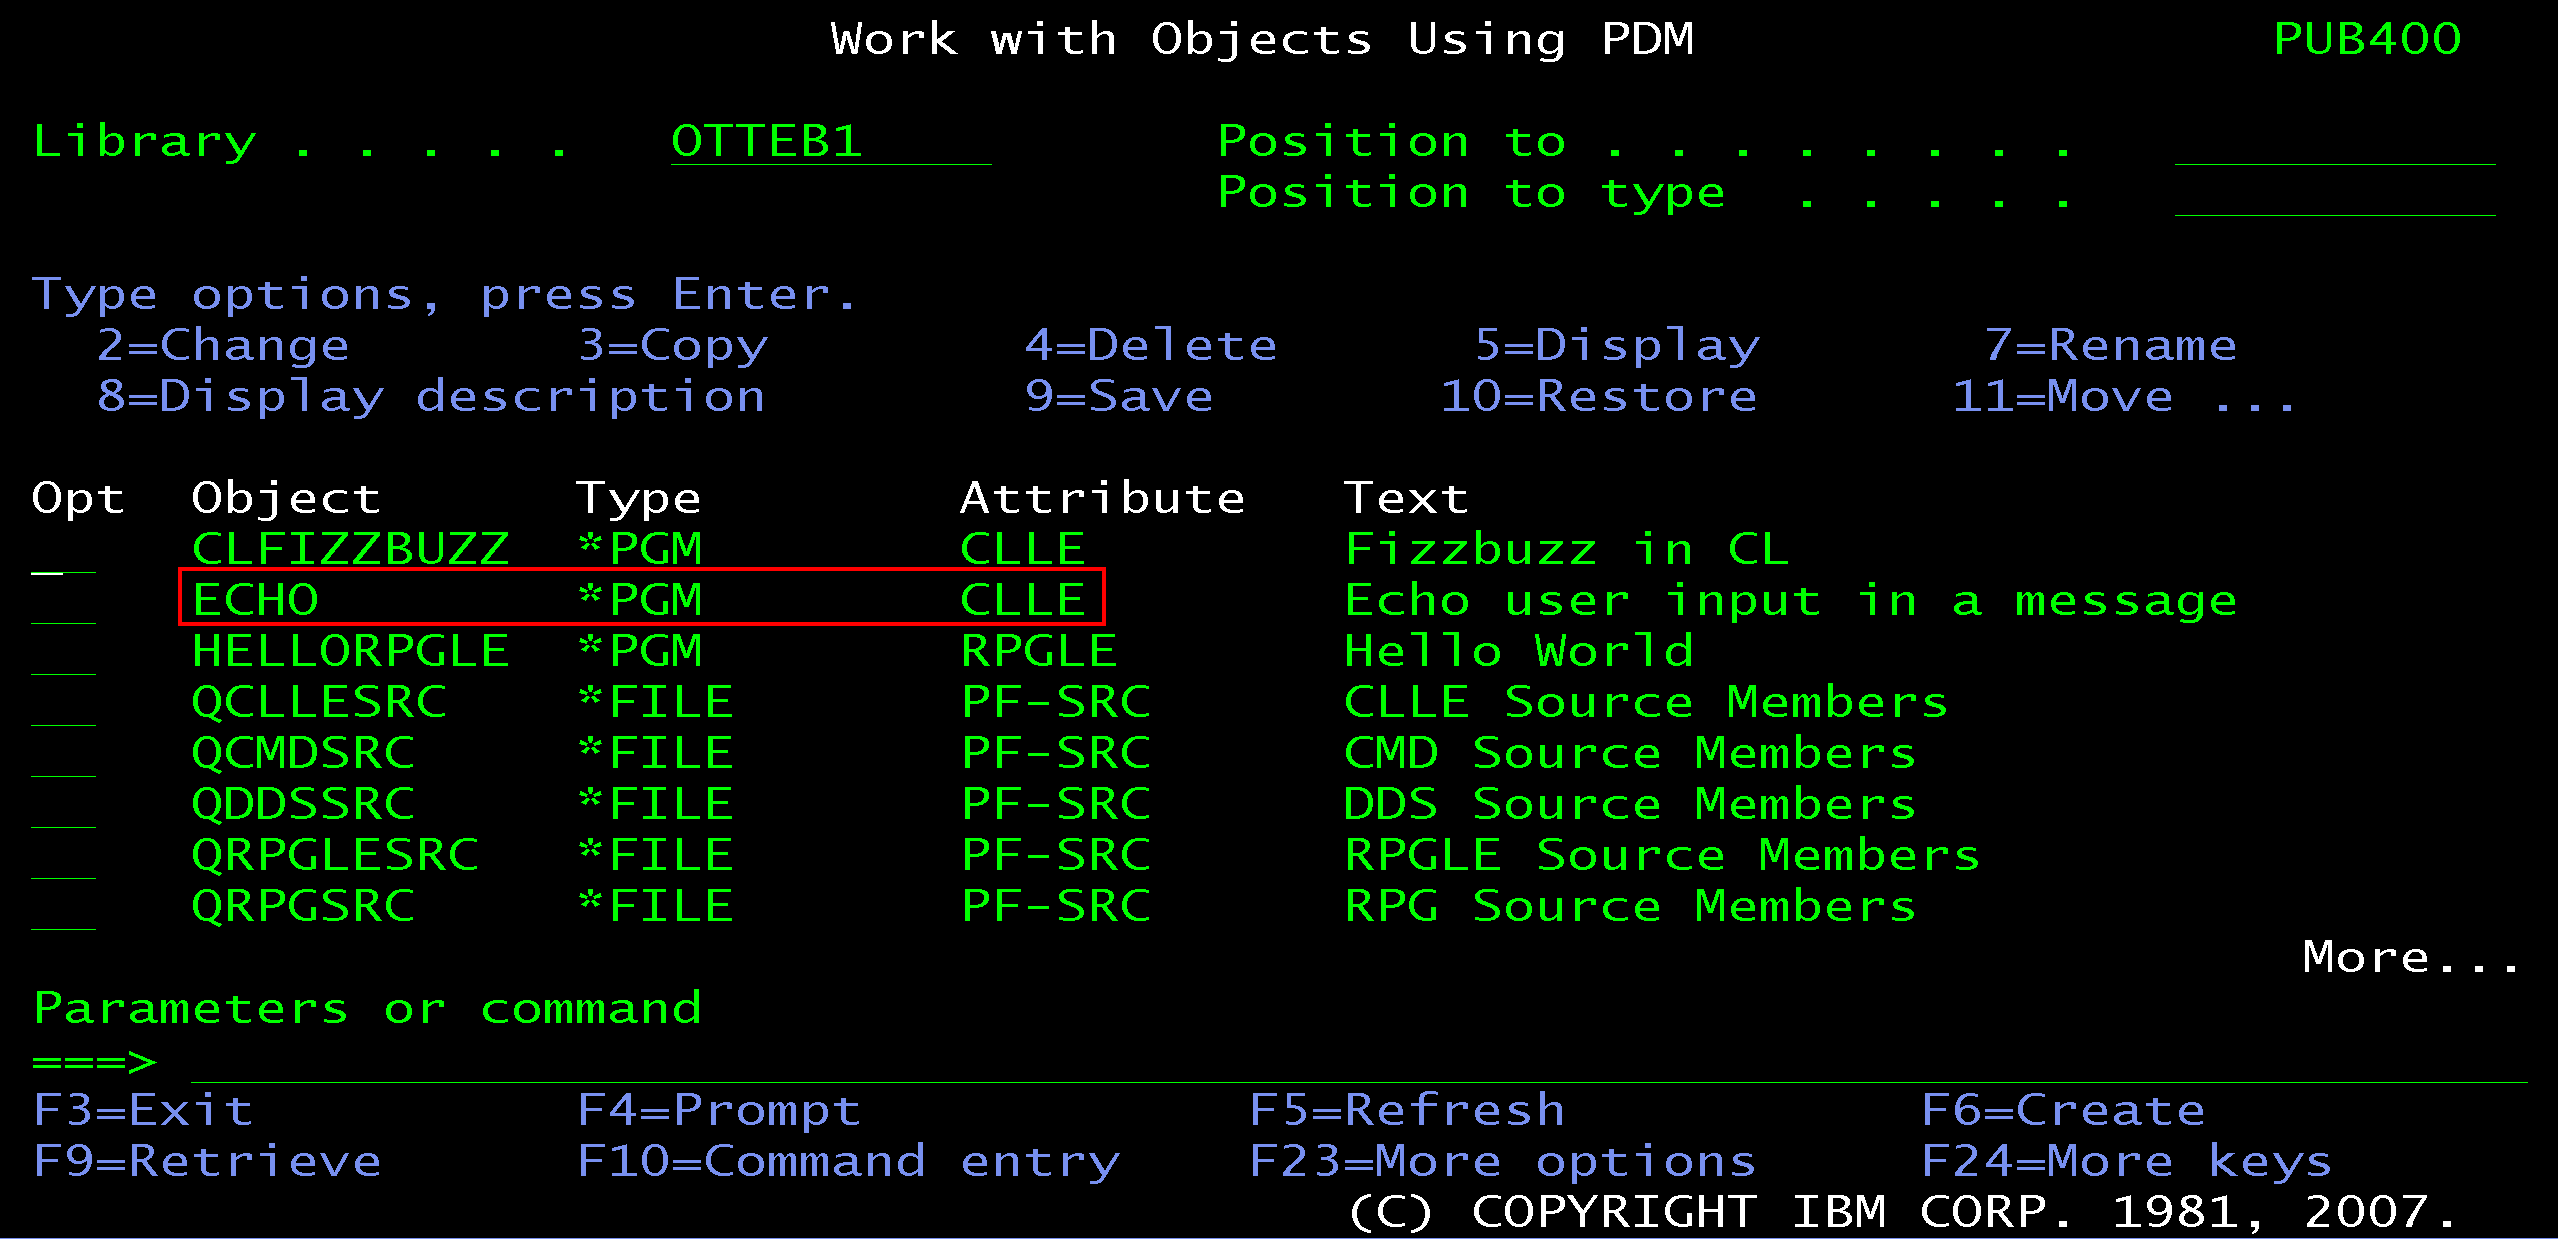 Work with Objects Using PDM PUB400
Library . . . . . OTTEB1 Position to . . . . . . . .
Position to type . . . . .
Type options, press Enter.
2=Change 3=Copy 4=Delete 5=Display 7=Rename
8=Display description 9=Save 10=Restore 11=Move ...
Opt Object Type Attribute Text
CLFIZZBUZZ *PGM CLLE Fizzbuzz in CL
ECHO *PGM CLLE Echo user input in a message
HELLORPGLE *PGM RPGLE Hello World
QCLLESRC *FILE PF-SRC CLLE Source Members
QCMDSRC *FILE PF-SRC CMD Source Members
QDDSSRC *FILE PF-SRC DDS Source Members
QRPGLESRC *FILE PF-SRC RPGLE Source Members
QRPGSRC *FILE PF-SRC RPG Source Members
More...
Parameters or command
===>
F3=Exit F4=Prompt F5=Refresh F6=Create
F9=Retrieve F10=Command entry F23=More options F24=More keys
(C) COPYRIGHT IBM CORP. 1981, 2007.